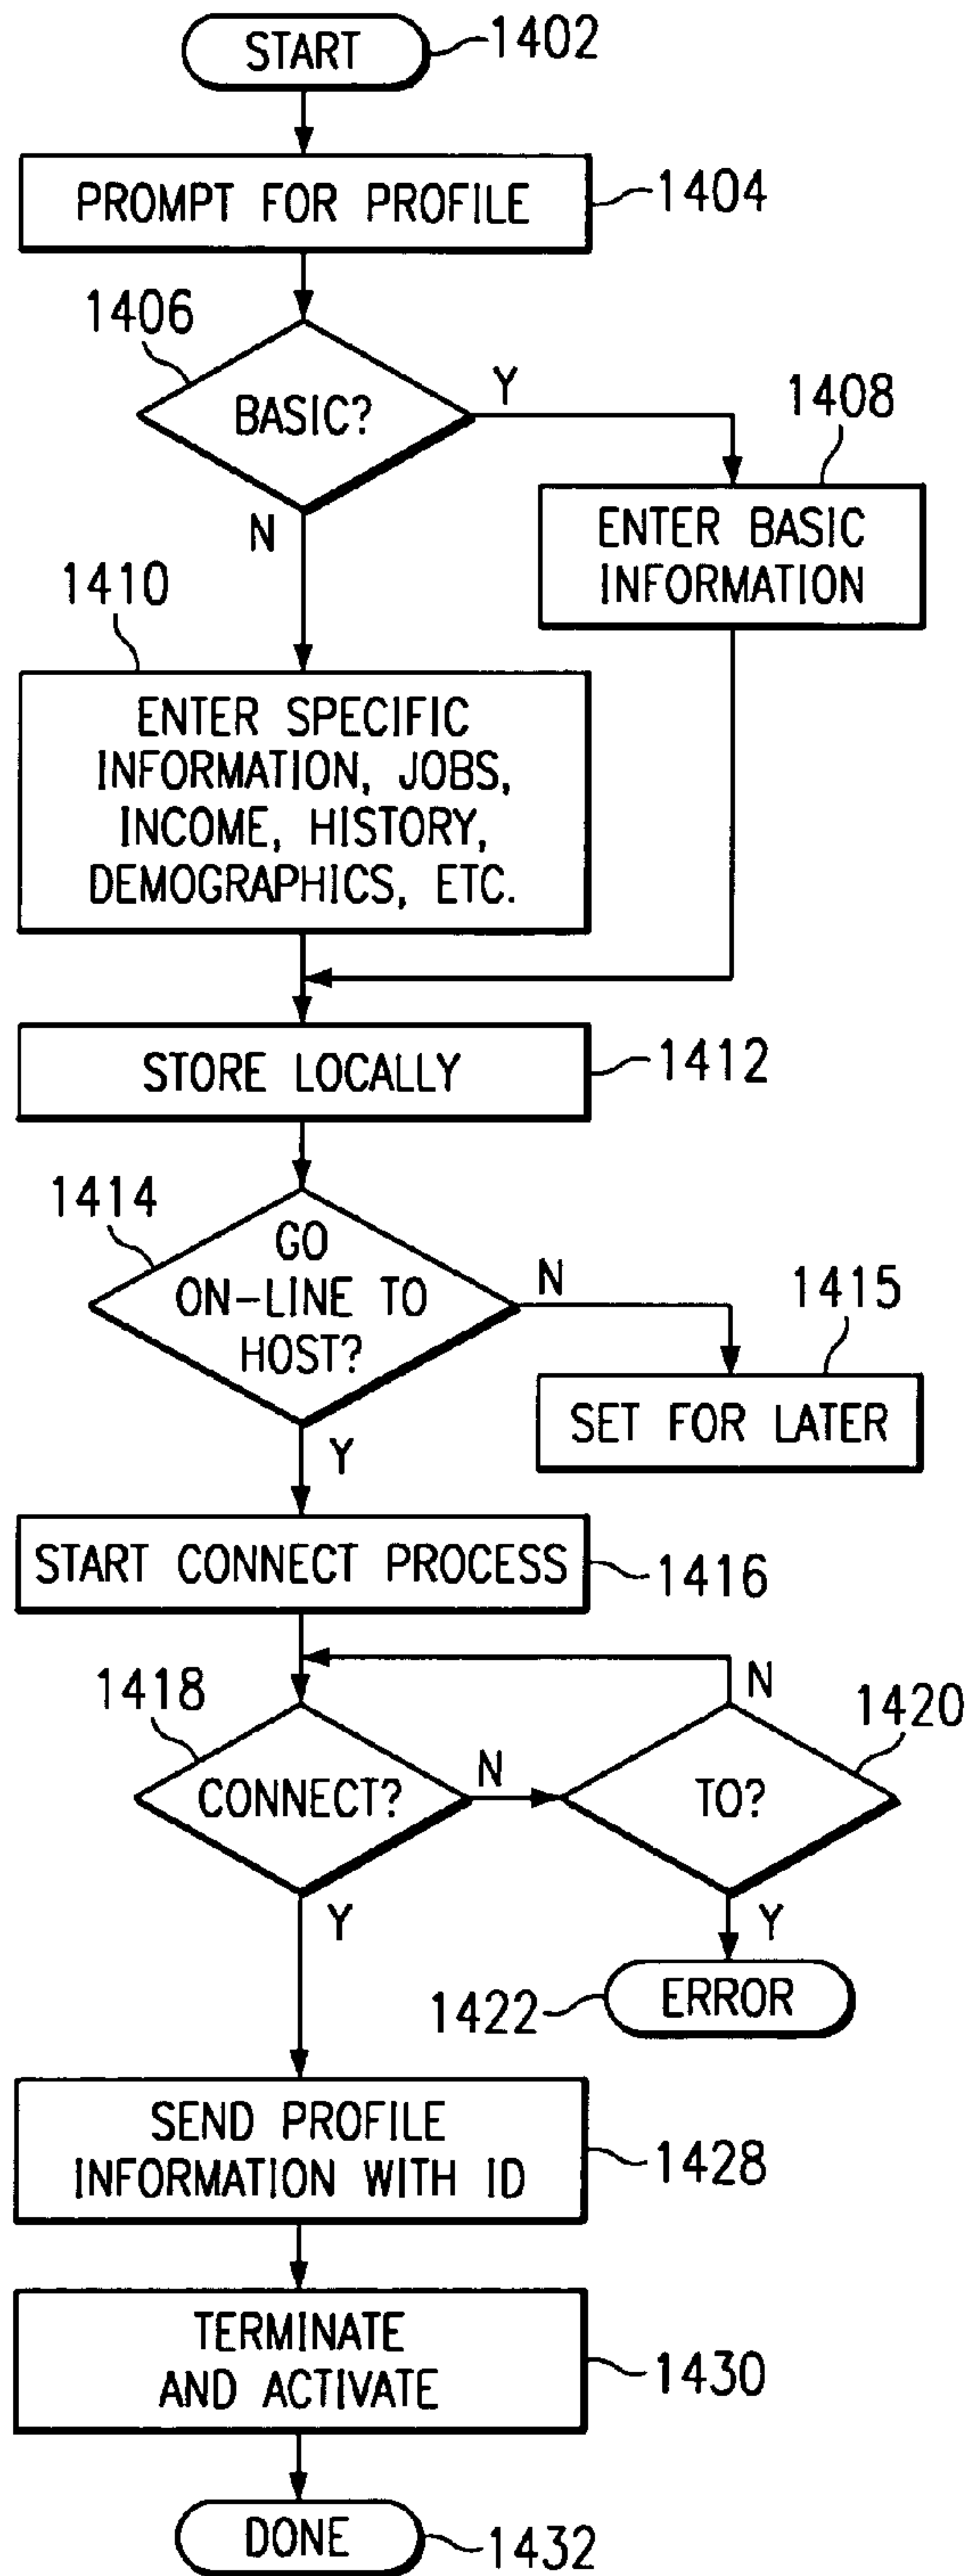 START
1402
PROMPT FOR PROFILE
1404
1406
BASIC?
Y
N
1408
ENTER BASIC
INFORMATION
1410
ENTER SPECIFIC
INFORMATION, JOBS,
INCOME, HISTORY,
DEMOGRAPHICS, ETC.
STORE LOCALLY
1412
1414
GO
ON-LINE TO
HOST?
N
Y
1415
SET FOR LATER
START CONNECT PROCESS
1416
1418
CONNECT?
N
Y
N
1420
TO?
Y
1422
ERROR
SEND PROFILE
INFORMATION WITH ID
1428
TERMINATE
AND ACTIVATE
1430
DONE
1432